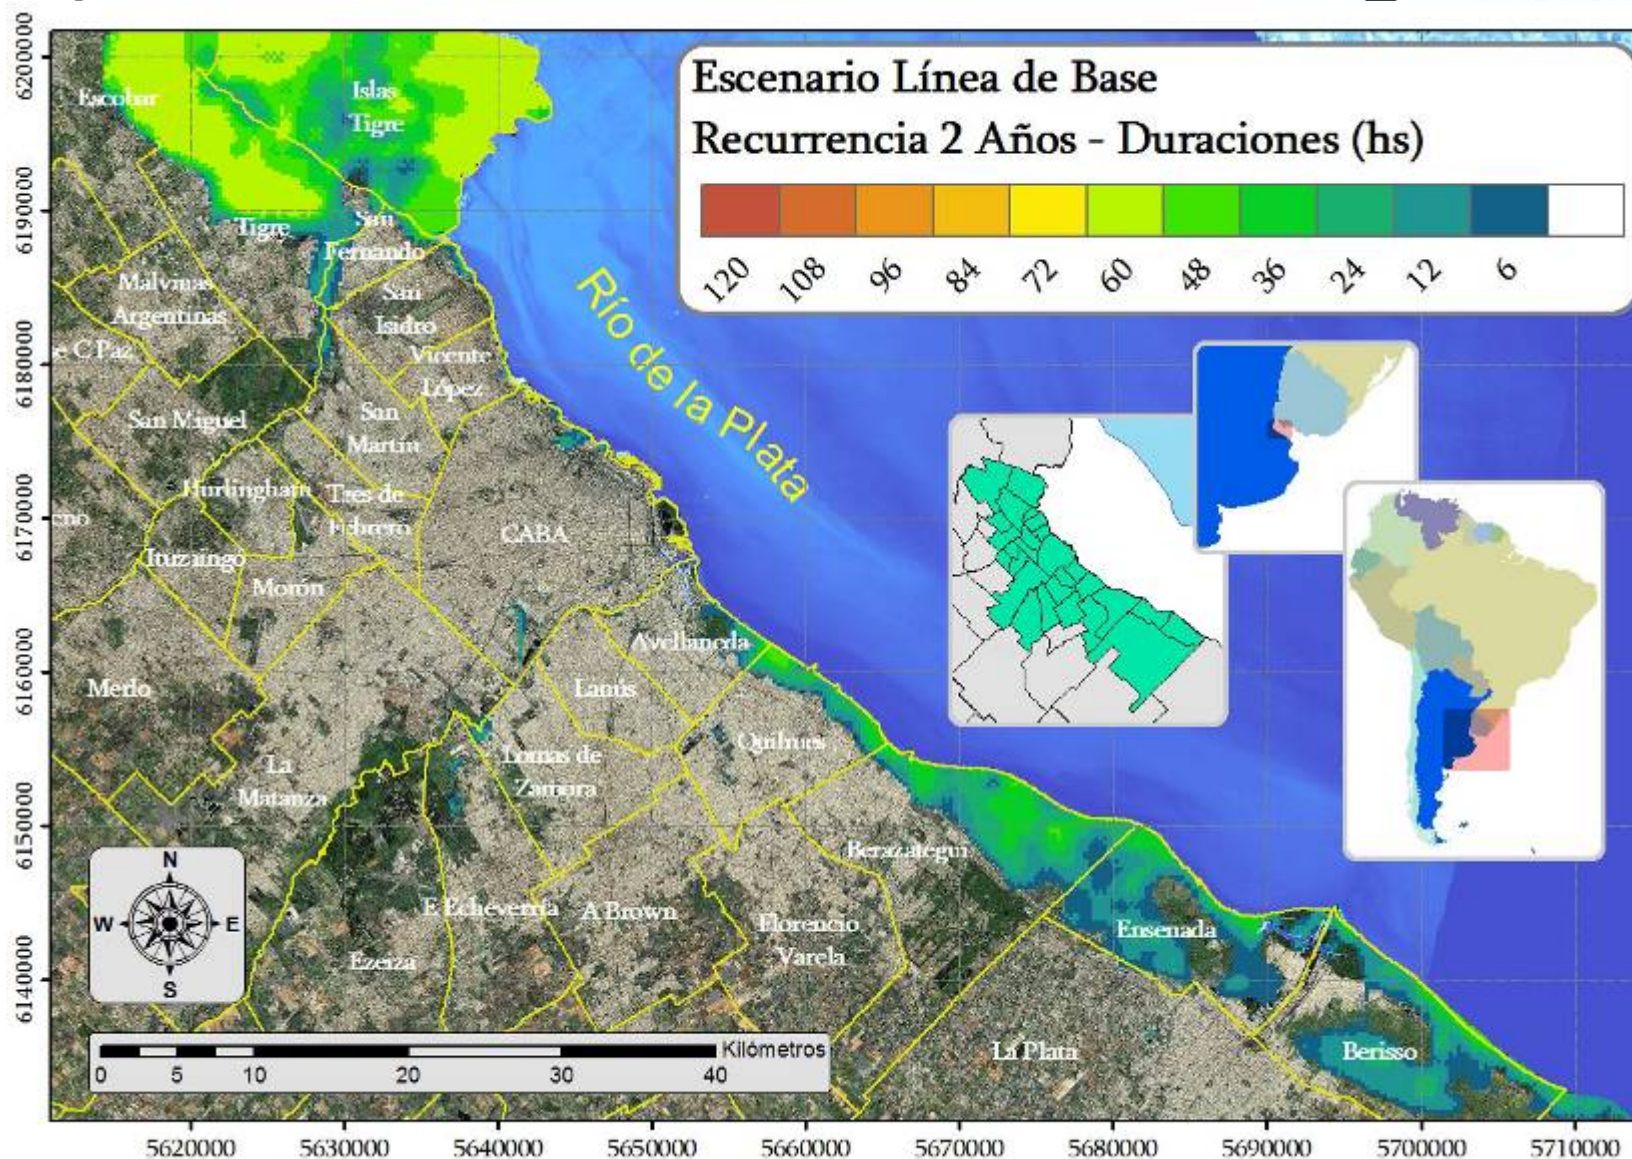 Escenario Línea de Base
Recurrencia 2 Años - Duraciones (hs)
120 108 96 84 72 60 48 36 24 12 6
6200000
6190000
6180000
6170000
6160000
6150000
6140000
Escobar
Islas
Tigre
Tigre
San
Fernando
Malvinas
Argentinas
San
Isidro
e C Paz
Vicente
López
San Miguel
San
Martín
Río de la Plata
Hurlingham
Tres de
Febrero
eno
CABA
Ituzaingó
Morón
Avellaneda
Merlo
Lanús
Quilmes
La
Matanza
Lomas de
Zamora
Berazategui
E Echeverría
A Brown
Florencio
Varela
Ensenada
Ezeiza
La Plata
Berisso
N
W E
S
Kilómetros
0 5 10 20 30 40
5620000 5630000 5640000 5650000 5660000 5670000 5680000 5690000 5700000 5710000